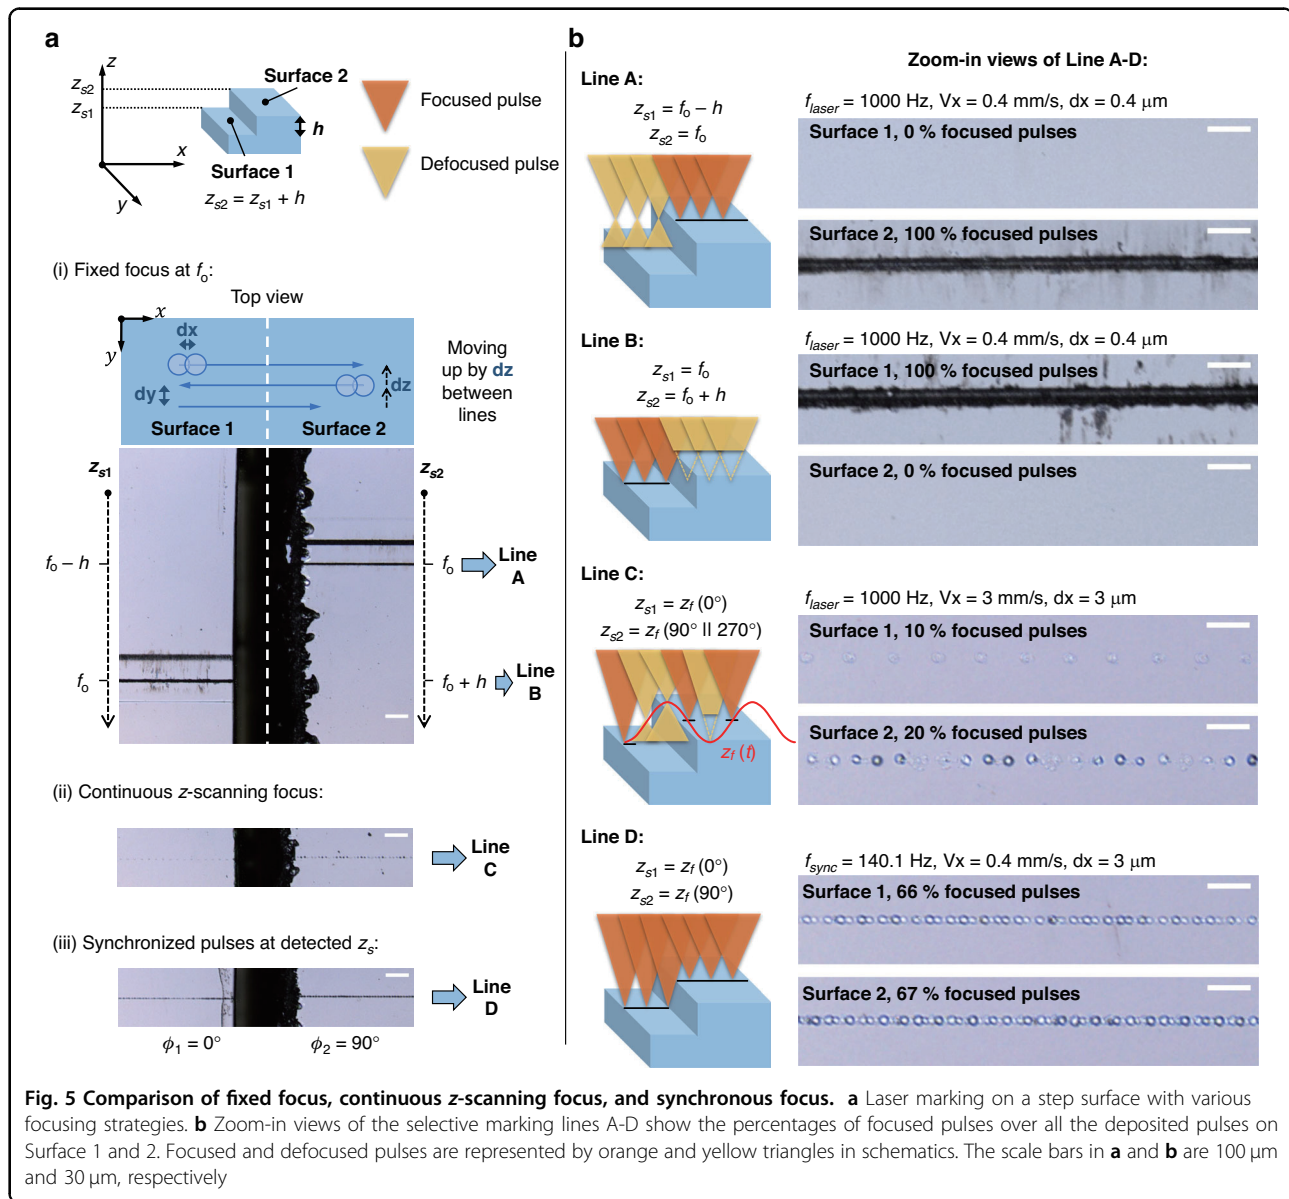 a
z
z_s2
z_s1
Surface 2
h
x
Surface 1
y
z_s2 = z_s1 + h
Focused pulse
Defocused pulse
(i) Fixed focus at f_o:
Top view
x
y
dx
dy
dz
Surface 1
Surface 2
Moving
up by dz
between
lines
z_s1
z_s2
f_o – h
f_o
Line
A
f_o
f_o + h
Line
B
(ii) Continuous z-scanning focus:
Line
C
(iii) Synchronized pulses at detected z_s:
Line
D
ϕ_1 = 0°
ϕ_2 = 90°
b
Zoom-in views of Line A-D:
Line A:
z_s1 = f_o – h
z_s2 = f_o
f_laser = 1000 Hz, Vx = 0.4 mm/s, dx = 0.4 μm
Surface 1, 0 % focused pulses
Surface 2, 100 % focused pulses
Line B:
z_s1 = f_o
z_s2 = f_o + h
f_laser = 1000 Hz, Vx = 0.4 mm/s, dx = 0.4 μm
Surface 1, 100 % focused pulses
Surface 2, 0 % focused pulses
Line C:
z_s1 = z_f (0°)
z_s2 = z_f (90° || 270°)
z_f (t)
f_laser = 1000 Hz, Vx = 3 mm/s, dx = 3 μm
Surface 1, 10 % focused pulses
Surface 2, 20 % focused pulses
Line D:
z_s1 = z_f (0°)
z_s2 = z_f (90°)
f_sync = 140.1 Hz, Vx = 0.4 mm/s, dx = 3 μm
Surface 1, 66 % focused pulses
Surface 2, 67 % focused pulses
Fig. 5 Comparison of fixed focus, continuous z-scanning focus, and synchronous focus. a Laser marking on a step surface with various
focusing strategies. b Zoom-in views of the selective marking lines A-D show the percentages of focused pulses over all the deposited pulses on
Surface 1 and 2. Focused and defocused pulses are represented by orange and yellow triangles in schematics. The scale bars in a and b are 100 μm
and 30 μm, respectively